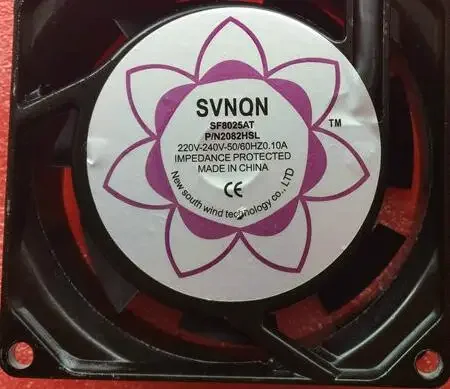 SVNQN
SF8025AT
P/N2082HSL
TM
220V-240V-50/60HZ0.10A
IMPEDANCE PROTECTED
MADE IN CHINA
CE
New south wind technology co., LTD